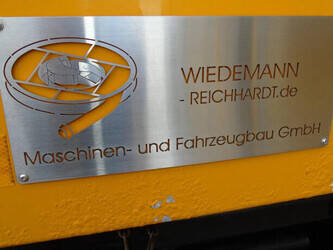 WIEDEMANN
- REICHHARDT.de
Maschinen- und Fahrzeugbau GmbH